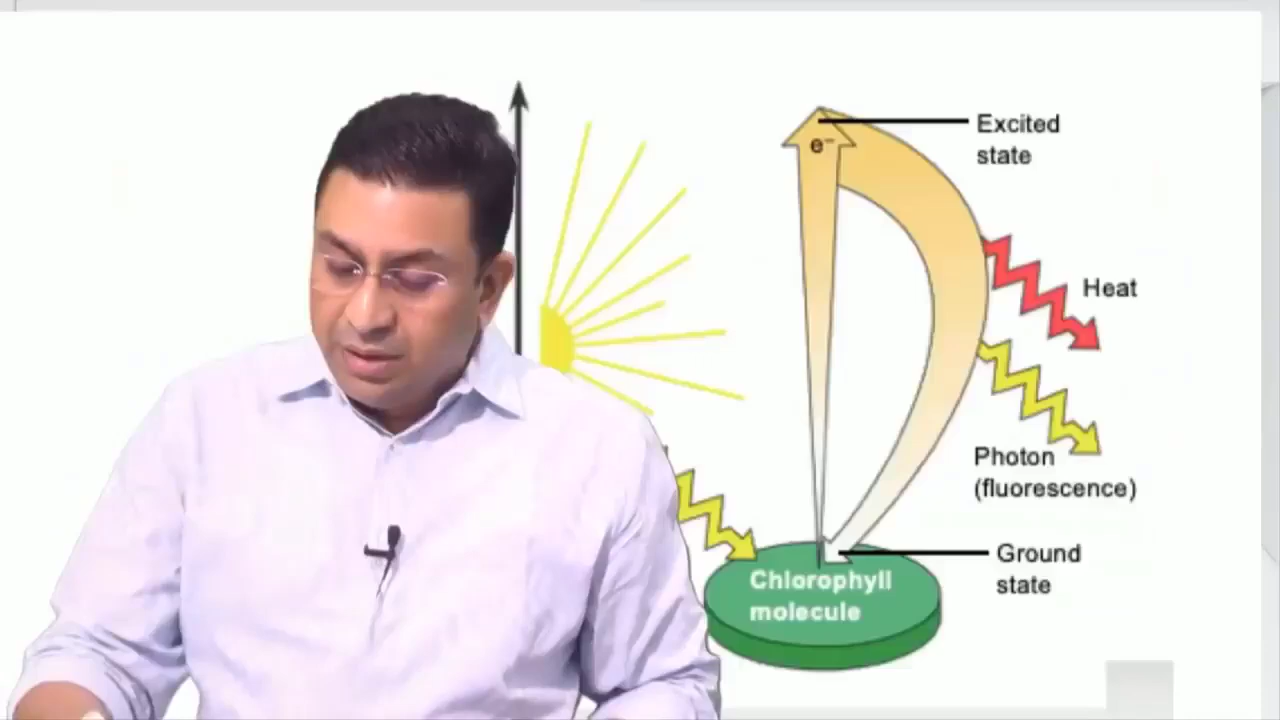 Excited
state
e⁻
Heat
Photon
(fluorescence)
Ground
state
Chlorophyll
molecule